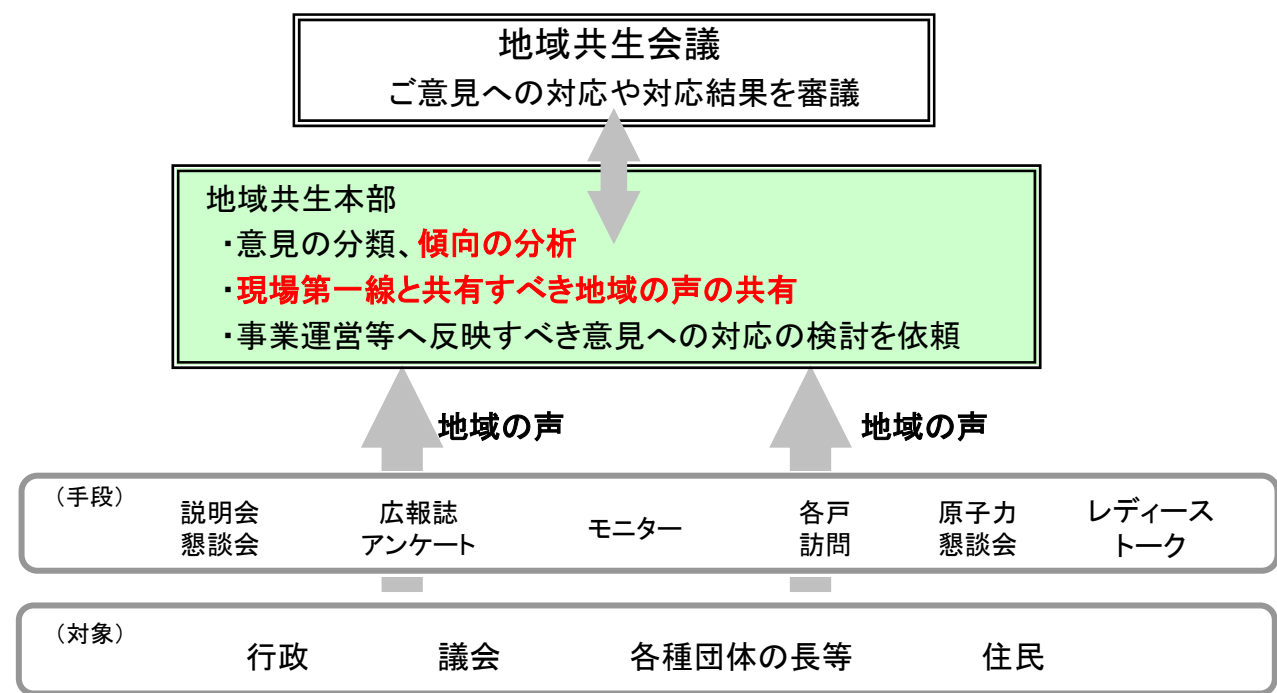 地域共生会議
ご意見への対応や対応結果を審議
地域共生本部
・意見の分類、傾向の分析
・現場第一線と共有すべき地域の声の共有
・事業運営等へ反映すべき意見への対応の検討を依頼
地域の声 地域の声
（手段）
説明会 広報誌 モニター 各戸 原子力 レディース
懇談会 アンケート 訪問 懇談会 トーク
（対象）
行政 議会 各種団体の長等 住民